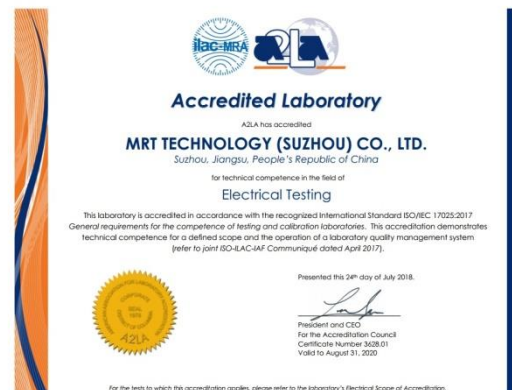 ilac-MRA
A2LA
Accredited Laboratory
A2LA has accredited
MRT TECHNOLOGY (SUZHOU) CO., LTD.
Suzhou, Jiangsu, People's Republic of China
for technical competence in the field of
Electrical Testing
This laboratory is accredited in accordance with the recognized International Standard ISO/IEC 17025:2017
General requirements for the competence of testing and calibration laboratories. This accreditation demonstrates
technical competence for a defined scope and the operation of a laboratory quality management system
(refer to joint ISO-ILAC-IAF Communiqué dated April 2017).
Presented this 24th day of July 2018.
CORPORATE
SEAL
1978
A2LA
President and CEO
For the Accreditation Council
Certificate Number 3628.01
Valid to August 31, 2020
For the tests to which this accreditation applies, please refer to the laboratory's Electrical Scope of Accreditation.